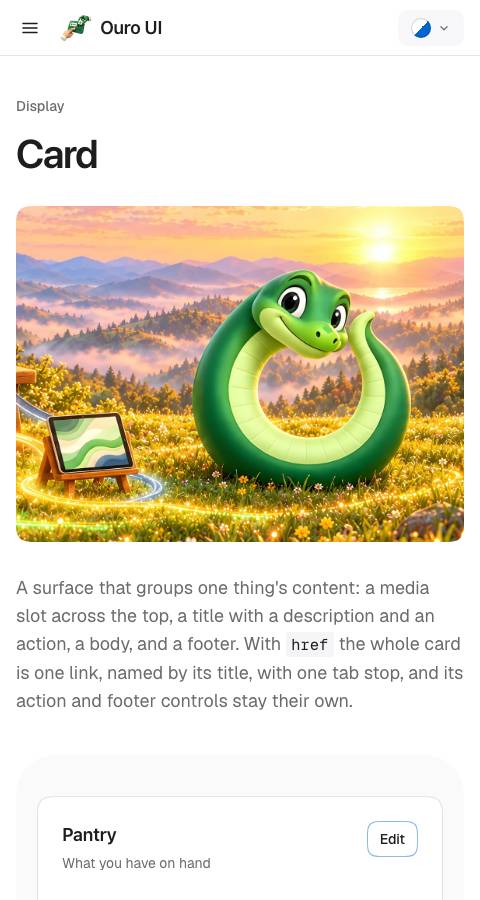 Ouro UI
Display
Card
A surface that groups one thing's content: a media
slot across the top, a title with a description and an
action, a body, and a footer. With href the whole card
is one link, named by its title, with one tab stop, and its
action and footer controls stay their own.
Pantry
Edit
What you have on hand